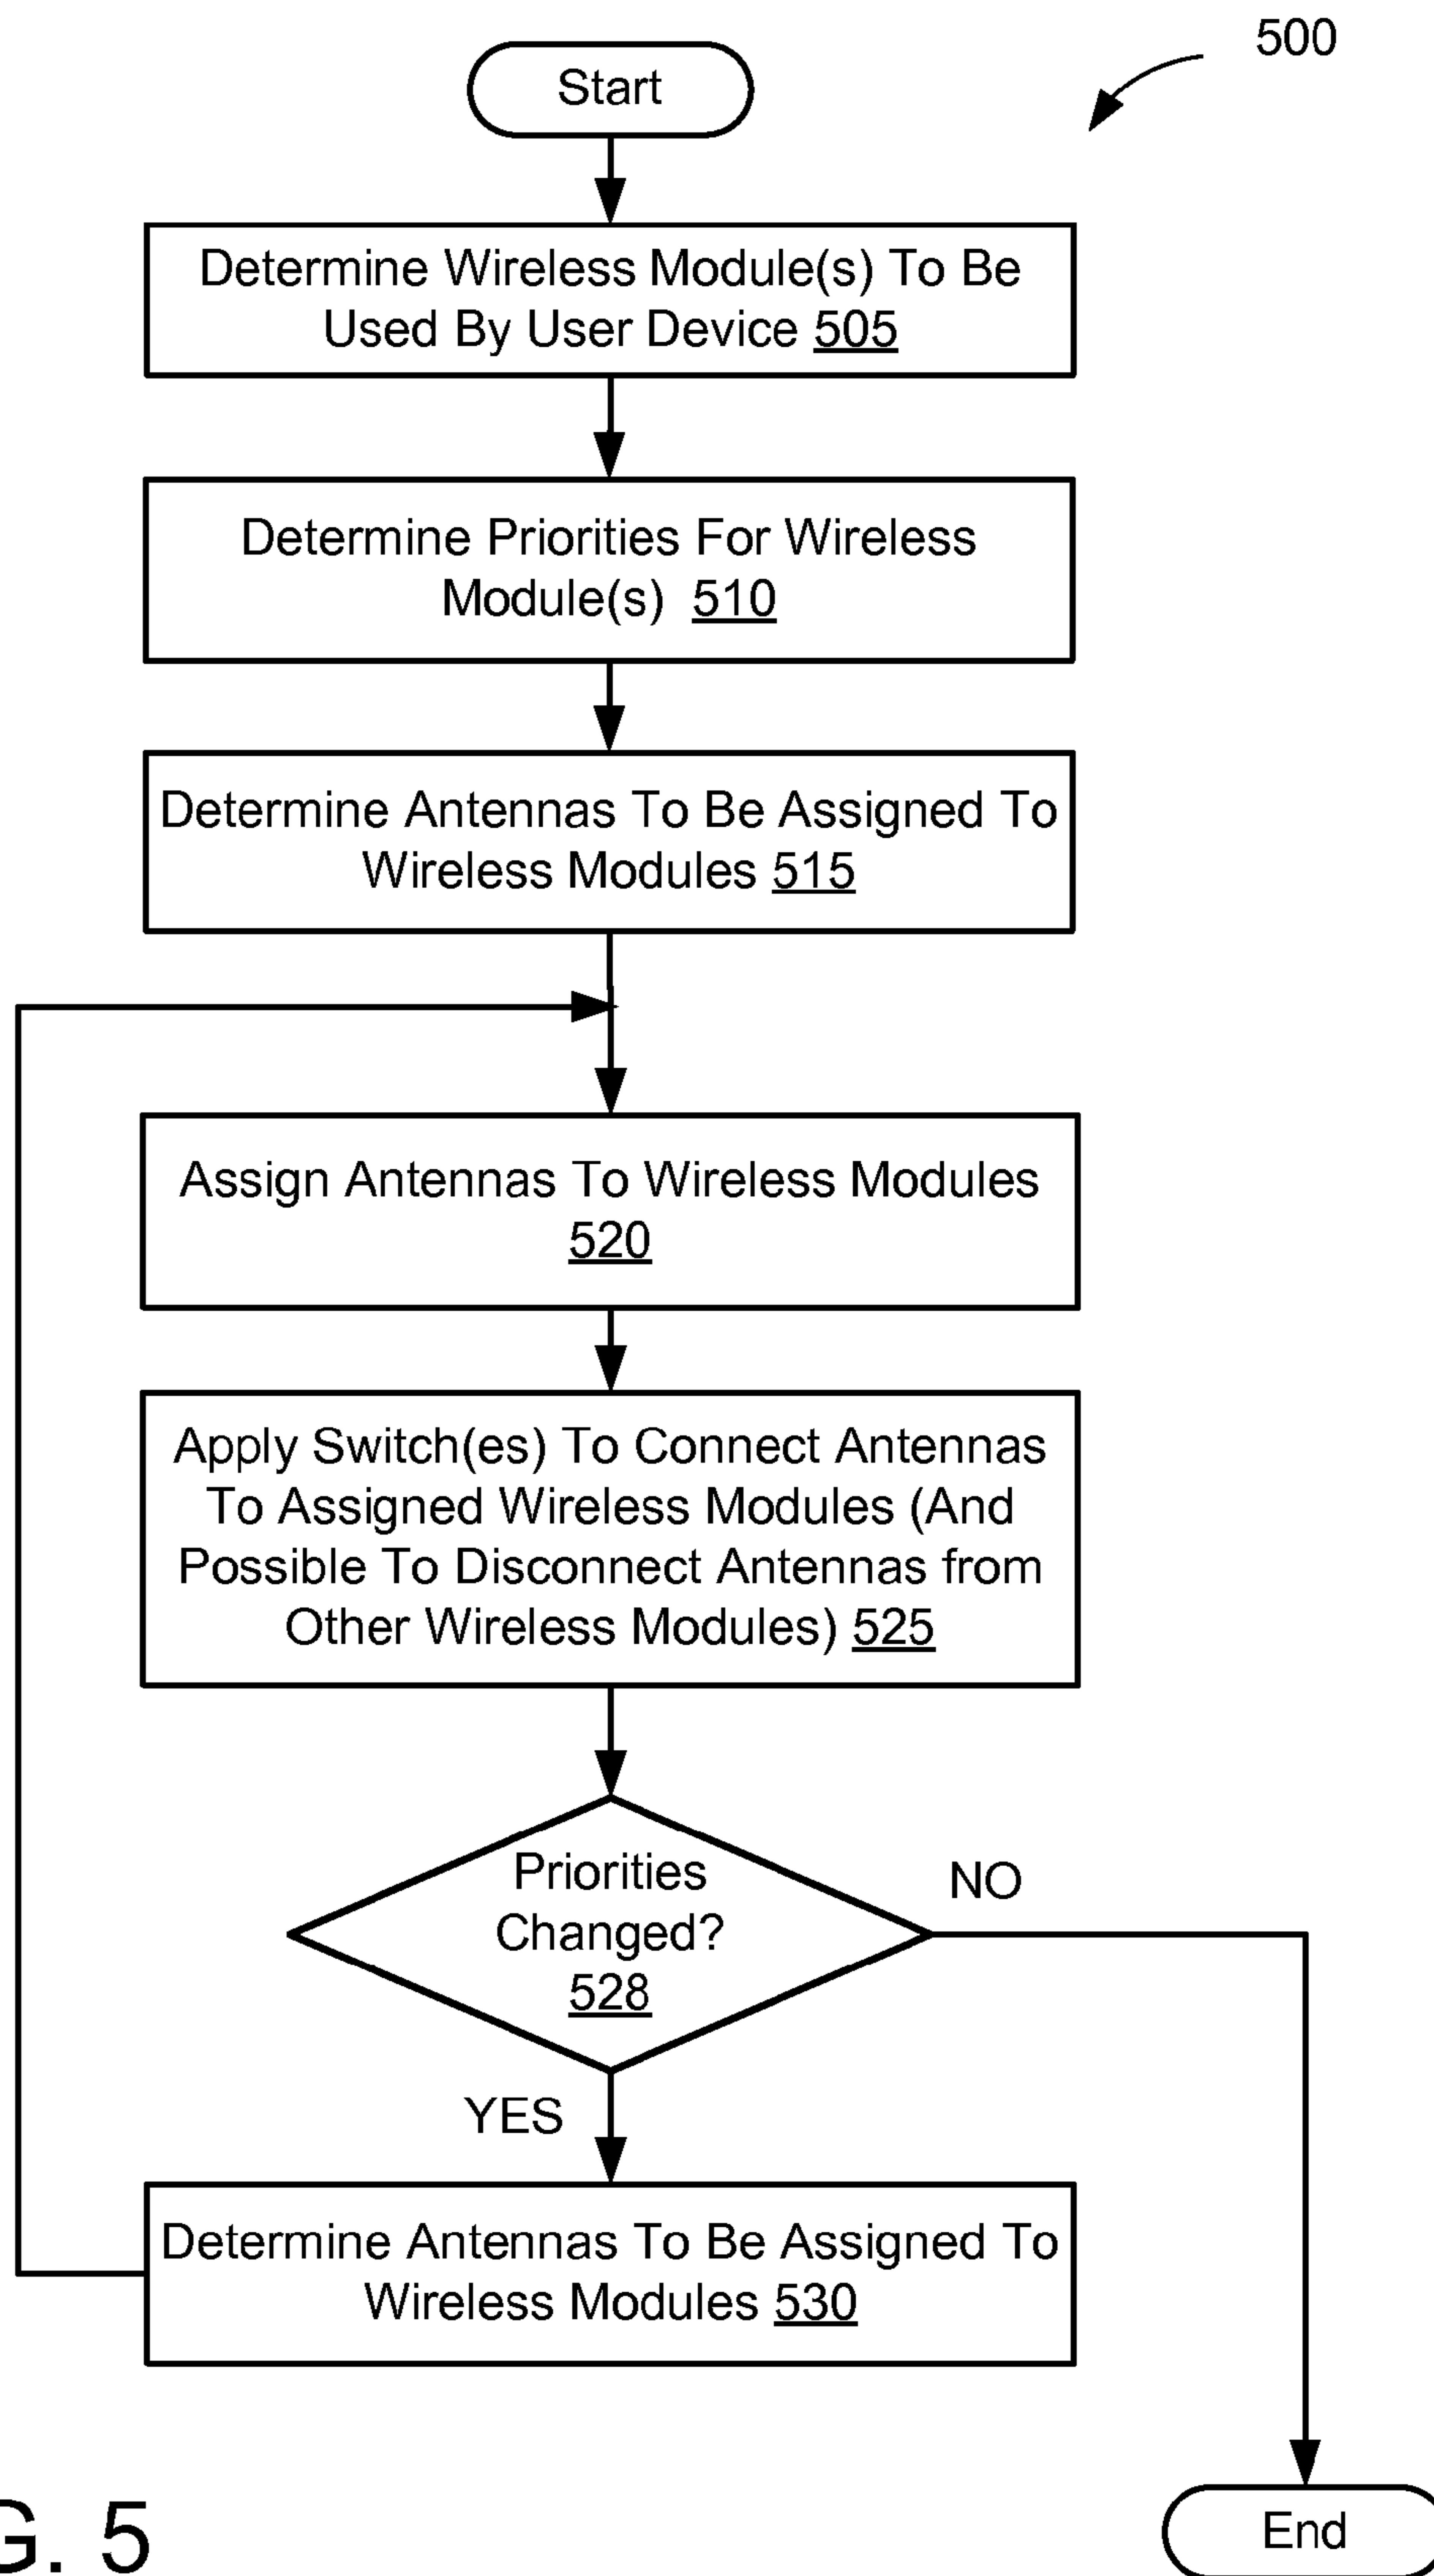 500
Start
Determine Wireless Module(s) To Be
Used By User Device 505
Determine Priorities For Wireless
Module(s) 510
Determine Antennas To Be Assigned To
Wireless Modules 515
Assign Antennas To Wireless Modules
520
Apply Switch(es) To Connect Antennas
To Assigned Wireless Modules (And
Possible To Disconnect Antennas from
Other Wireless Modules) 525
Priorities
Changed?
528
NO
YES
Determine Antennas To Be Assigned To
Wireless Modules 530
End
G. 5